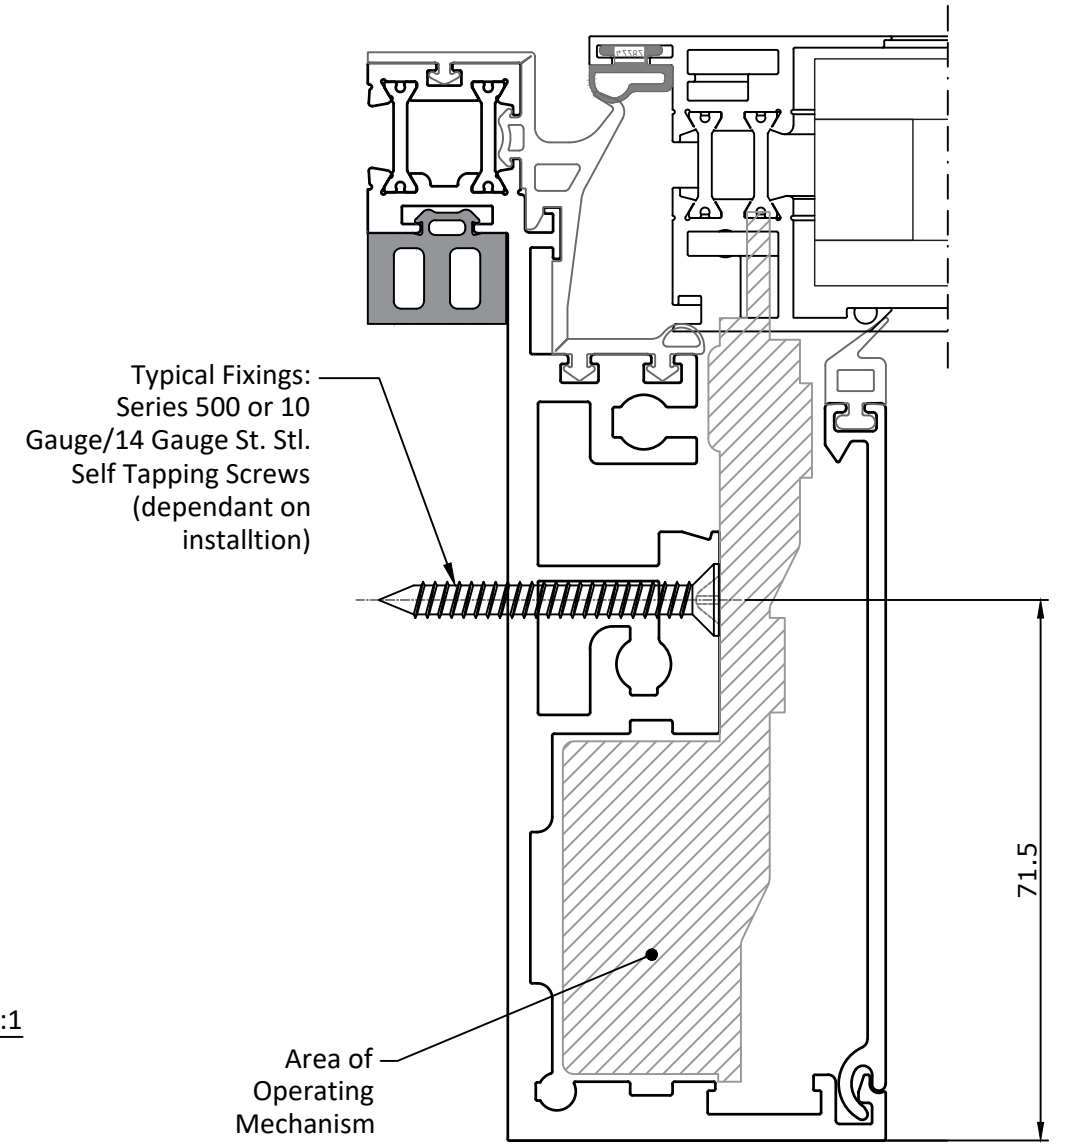 Typical Fixings:
Series 500 or 10
Gauge/14 Gauge St. Stl.
Self Tapping Screws
(dependant on
installtion)
71.5
:1
Area of
Operating
Mechanism